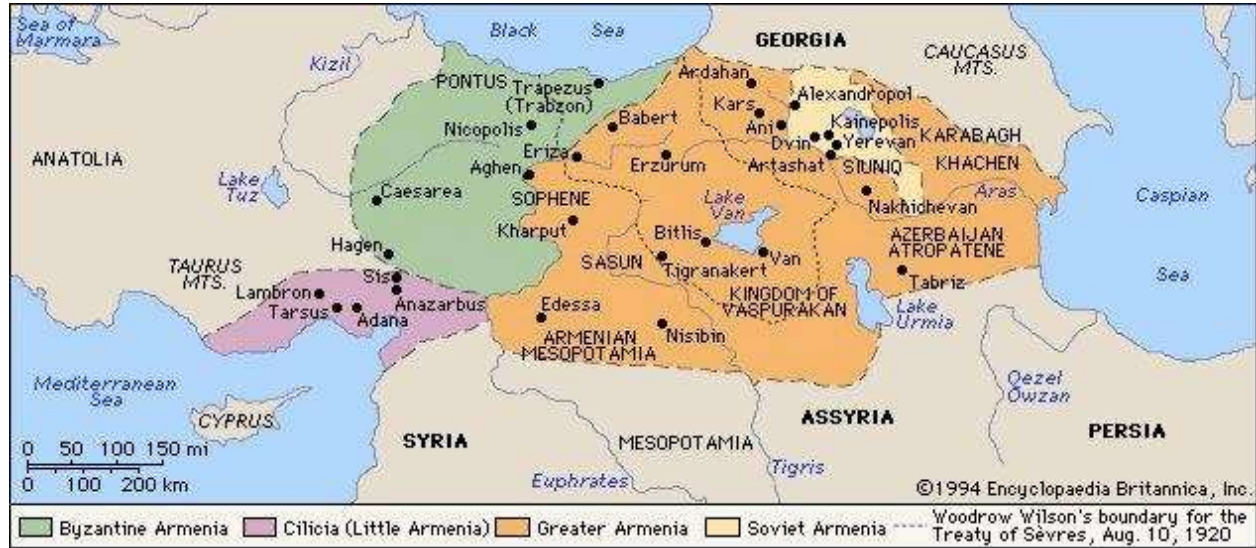 Sea of
Marmara
Black Sea
GEORGIA
CAUCASUS
MTS.
Kizil
PONTUS
Trapezus
(Trabzon)
Ardahan
Alexandropol
Kars
Ani
Kainepolis
Nicopolis
Babert
Dvin
Yerevan
KARABAGH
ANATOLIA
Eriza
Erzurum
Artashat
SIUNIQ
KHACHEN
Lake
Tuz
Aghen
Caesarea
SOPHENE
Lake
Van
Nakhichevan
Aras
Caspian
Sea
Kharput
Bitlis
AZERBAIJAN
ATROPATENE
Hagen
TAURUS
MTS.
Sis
SASUN
Tigranakert
Van
Tabriz
Lambron
Anazarbus
KINGDOM OF
VASPURAKAN
Tarsus
Adana
Edessa
Lake
Urmia
ARMENIAN
MESOPOTAMIA
Nisibin
Mediterranean
Sea
Qezel
Owzan
CYPRUS
SYRIA
MESOPOTAMIA
ASSYRIA
PERSIA
0 50 100 150 mi
0 100 200 km
Euphrates
Tigris
©1994 Encyclopaedia Britannica, Inc.
Byzantine Armenia
Cilicia (Little Armenia)
Greater Armenia
Soviet Armenia
Woodrow Wilson's boundary for the
Treaty of Sèvres, Aug. 10, 1920